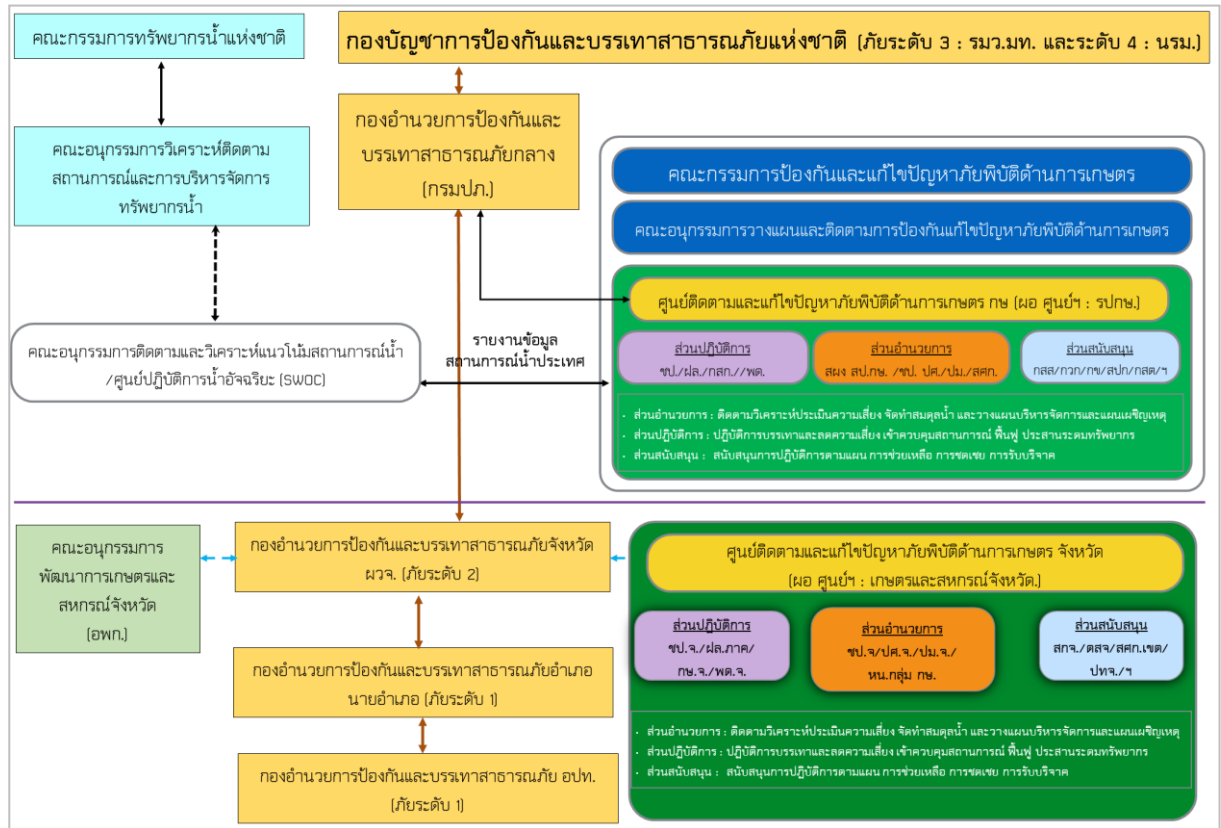 คณะกรรมการทรัพยากรน้ำแห่งชาติ
กองบัญชาการป้องกันและบรรเทาสาธารณภัยแห่งชาติ (ภัยระดับ 3 : รมว.มท. และระดับ 4 : นรม.)
กองอำนวยการป้องกันและ
บรรเทาสาธารณภัยกลาง
(กรมปภ.)
คณะอนุกรรมการวิเคราะห์ติดตาม
สถานการณ์และการบริหารจัดการ
ทรัพยากรน้ำ
คณะกรรมการป้องกันและแก้ไขปัญหาภัยพิบัติด้านการเกษตร
คณะอนุกรรมการวางแผนและติดตามการป้องกันแก้ไขปัญหาภัยพิบัติด้านการเกษตร
ศูนย์ติดตามและแก้ไขปัญหาภัยพิบัติด้านการเกษตร กษ (ผอ ศูนย์ฯ : รปกษ.)
คณะอนุกรรมการติดตามและวิเคราะห์แนวโน้มสถานการณ์น้ำ
/ศูนย์ปฏิบัติการน้ำอัจฉริยะ (SWOC)
รายงานข้อมูล
สถานการณ์น้ำประเทศ
ส่วนปฏิบัติการ
ชป./ฝล./กสก.//พด.
ส่วนอำนวยการ
สผง สป.กษ. /ชป. ปศ./ปม./สศก.
ส่วนสนับสนุน
กสส/กวก/กข/สปก/กสต/ฯ
- ส่วนอำนวยการ : ติดตามวิเคราะห์ประเมินความเสี่ยง จัดทำสมดุลน้ำ และวางแผนบริหารจัดการและแผนเผชิญเหตุ
- ส่วนปฏิบัติการ : ปฏิบัติการบรรเทาและลดความเสี่ยง เข้าควบคุมสถานการณ์ ฟื้นฟู ประสานระดมทรัพยากร
- ส่วนสนับสนุน : สนับสนุนการปฏิบัติการตามแผน การช่วยเหลือ การชดเชย การรับบริจาค
คณะอนุกรรมการ
พัฒนาการเกษตรและ
สหกรณ์จังหวัด
(อพก.)
กองอำนวยการป้องกันและบรรเทาสาธารณภัยจังหวัด
ผวจ. (ภัยระดับ 2)
กองอำนวยการป้องกันและบรรเทาสาธารณภัยอำเภอ
นายอำเภอ (ภัยระดับ 1)
กองอำนวยการป้องกันและบรรเทาสาธารณภัย อปท.
(ภัยระดับ 1)
ศูนย์ติดตามและแก้ไขปัญหาภัยพิบัติด้านการเกษตร จังหวัด
(ผอ ศูนย์ฯ : เกษตรและสหกรณ์จังหวัด.)
ส่วนปฏิบัติการ
ชป.จ./ฝล.ภาค/
กษ.จ./พด.จ.
ส่วนอำนวยการ
ชป.จ/ปศ.จ./ปม.จ./
หน.กลุ่ม กษ.
ส่วนสนับสนุน
สกจ./ตสจ/สศก.เขต/
ปทจ./ฯ
- ส่วนอำนวยการ : ติดตามวิเคราะห์ประเมินความเสี่ยง จัดทำสมดุลน้ำ และวางแผนบริหารจัดการและแผนเผชิญเหตุ
- ส่วนปฏิบัติการ : ปฏิบัติการบรรเทาและลดความเสี่ยง เข้าควบคุมสถานการณ์ ฟื้นฟู ประสานระดมทรัพยากร
- ส่วนสนับสนุน : สนับสนุนการปฏิบัติการตามแผน การช่วยเหลือ การชดเชย การรับบริจาค